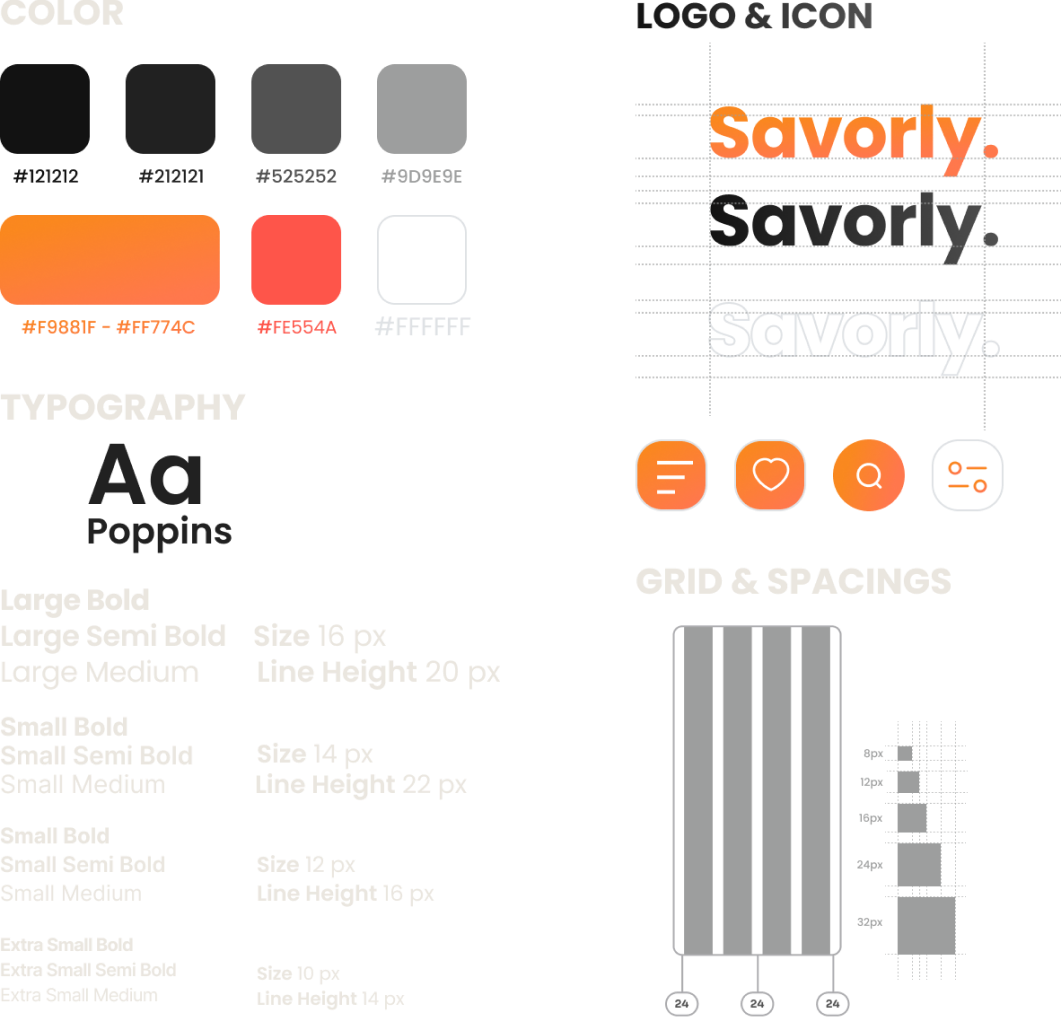 COLOR
#121212
#212121
#525252
#9D9E9E
#F9881F - #FF774C
#FE554A
#FFFFFF
TYPOGRAPHY
Aa
Poppins
Large Bold
Large Semi Bold
Size 16 px
Large Medium
Line Height 20 px
Small Bold
Small Semi Bold
Size 14 px
Small Medium
Line Height 22 px
Small Bold
Small Semi Bold
Size 12 px
Small Medium
Line Height 16 px
Extra Small Bold
Extra Small Semi Bold
Size 10 px
Extra Small Medium
Line Height 14 px
LOGO & ICON
Savorly.
Savorly.
Savorly.
GRID & SPACINGS
8px
12px
16px
24px
32px
24
24
24